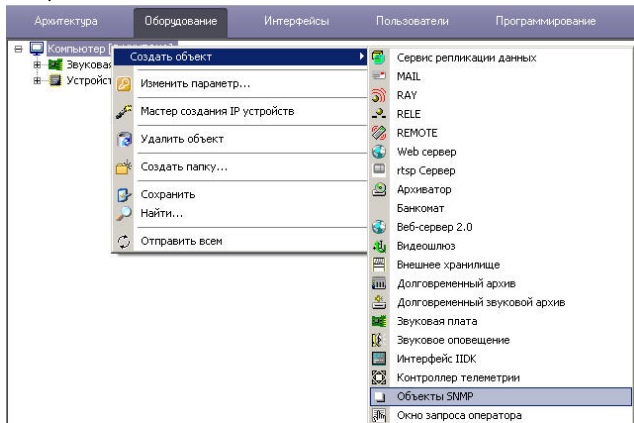 Архитектура Оборудование Интерфейсы Пользователи Программирование
Компьютер
Звуковая
Устройст
Создать объект
Изменить параметр...
Мастер создания IP устройств
Удалить объект
Создать папку...
Сохранить
Найти...
Отправить всем
Сервис репликации данных
MAIL
RAY
RELE
REMOTE
Web сервер
rtsp Сервер
Архиватор
Банкомат
Веб-сервер 2.0
Видеошлюз
Внешнее хранилище
Долговременный архив
Долговременный звуковой архив
Звуковая плата
Звуковое оповещение
Интерфейс IIDK
Контроллер телеметрии
Объекты SNMP
Окно запроса оператора